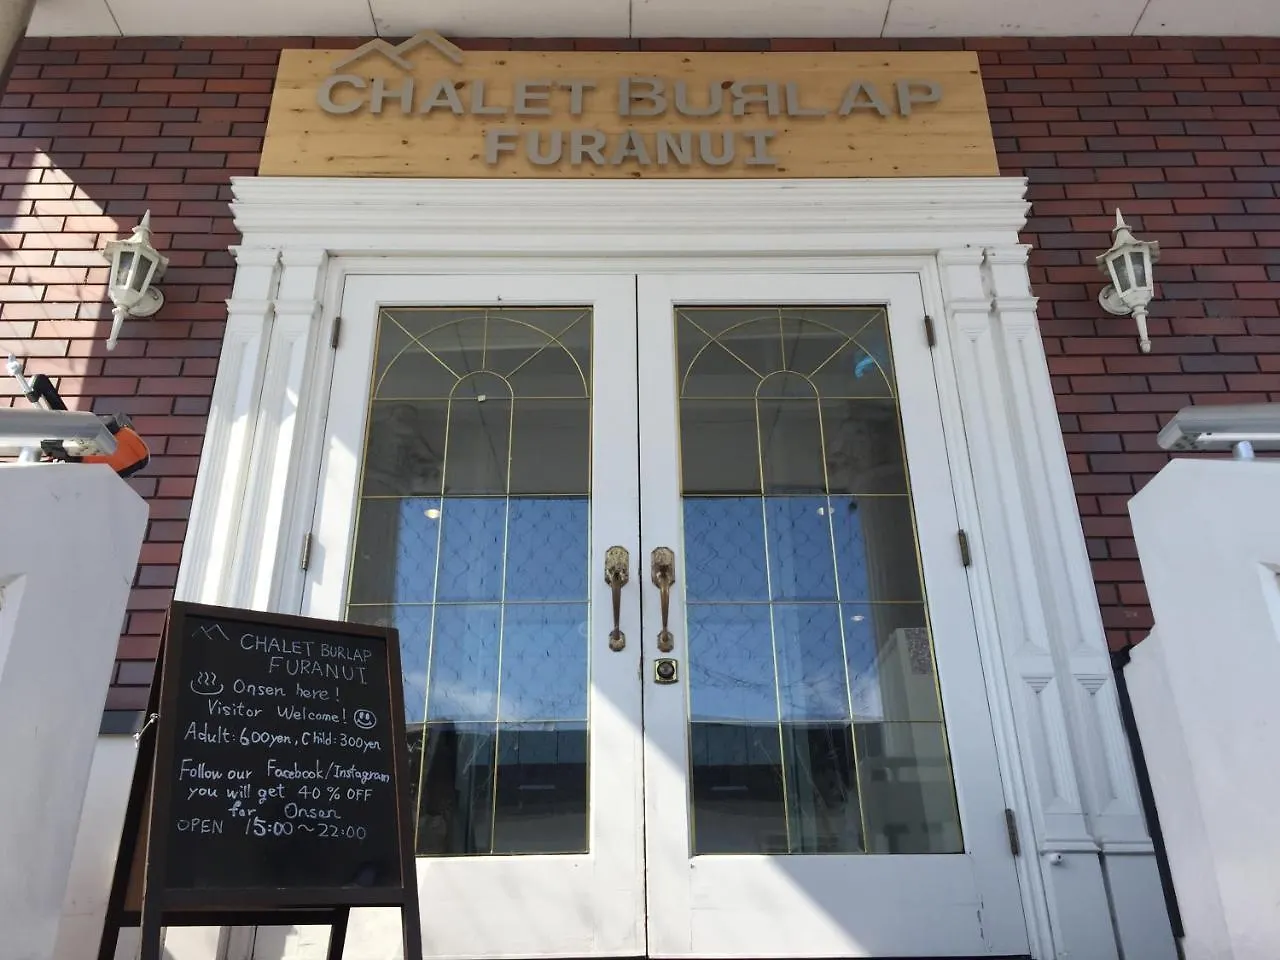 CHALET BUЯLAP
FURANUI
CHALET BURLAP
FURANUI
Onsen here!
Visitor Welcome!
Adult:600yen, Child:300yen
Follow our Facebook/Instagram
you will get 40% OFF
for Onsen
OPEN 15:00~22:00